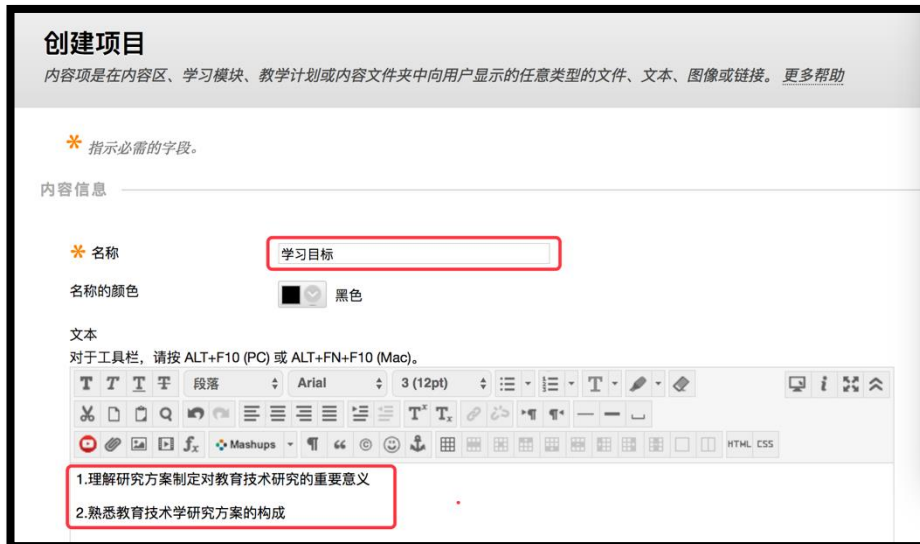 创建项目
内容项是在内容区、学习模块、教学计划或内容文件夹中向用户显示的任意类型的文件、文本、图像或链接。 更多帮助
* 指示必需的字段。
内容信息
* 名称 学习目标
名称的颜色 黑色
文本
对于工具栏，请按 ALT+F10 (PC) 或 ALT+FN+F10 (Mac)。
T T T T 段落 Arial 3 (12pt) T i
Tx Tx
fx Mashups HTML CSS
1.理解研究方案制定对教育技术研究的重要意义
2.熟悉教育技术学研究方案的构成